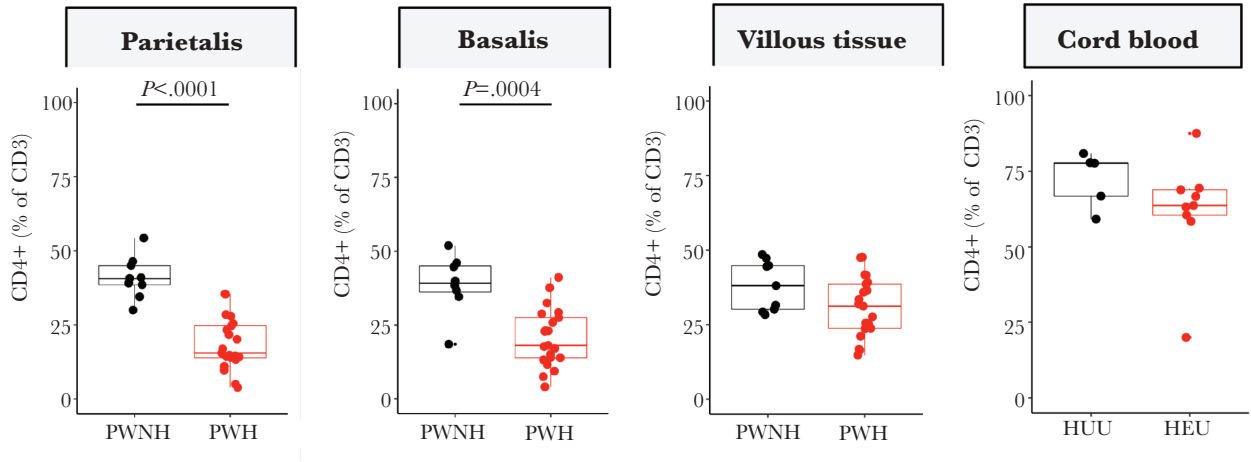 Parietalis
P<.0001
CD4+ (% of CD3)
100
75
50
25
0
PWNH PWH
Basalis
P=.0004
CD4+ (% of CD3)
100
75
50
25
0
PWNH PWH
Villous tissue
CD4+ (% of CD3)
100
75
50
25
0
PWNH PWH
Cord blood
CD4+ (% of CD3)
100
75
50
25
0
HUU HEU